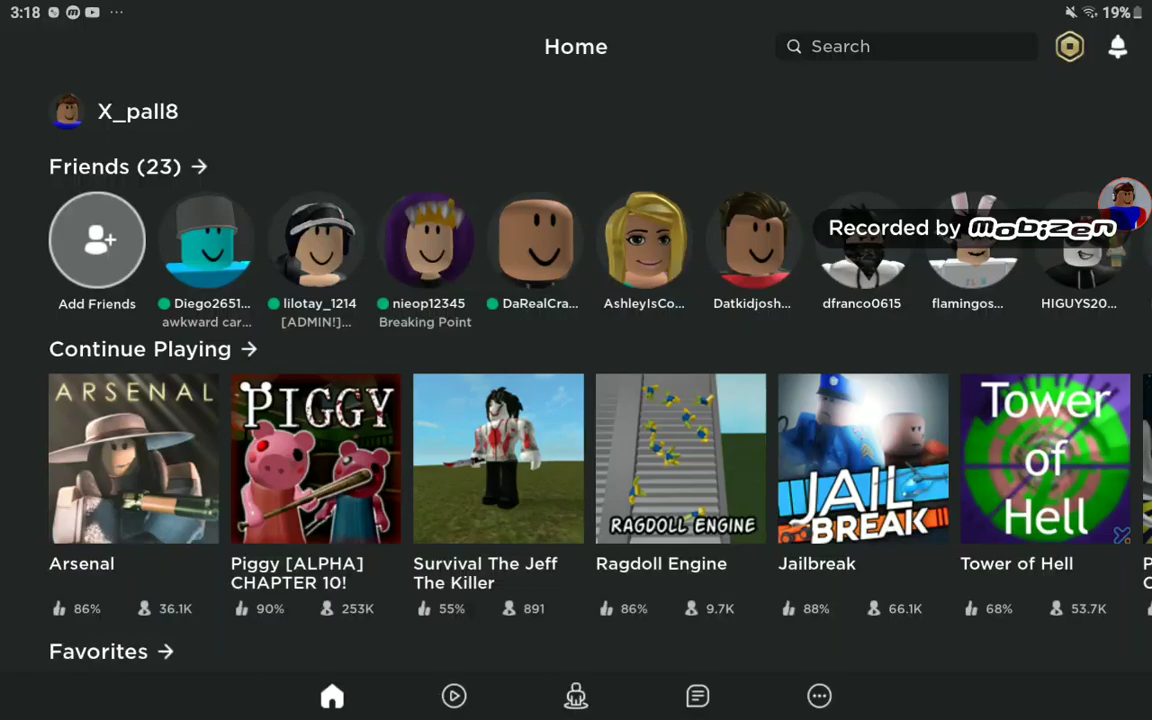 3:18
19%
Home
Search
X_pall8
Friends (23)
Recorded by mobizen
Add Friends
Diego2651...
awkward car...
lilotay_1214
[ADMIN!]...
nieop12345
Breaking Point
DaRealCra...
AshleyIsCo...
Datkidjosh...
dfranco0615
flamingos...
HIGUYS20...
Continue Playing
ARSENAL
PIGGY
RAGDOLL ENGINE
JAIL
BREAK
Tower
of
Hell
Arsenal
86% 36.1K
Piggy [ALPHA]
CHAPTER 10!
90% 253K
Survival The Jeff
The Killer
55% 891
Ragdoll Engine
86% 9.7K
Jailbreak
88% 66.1K
Tower of Hell
68% 53.7K
Favorites